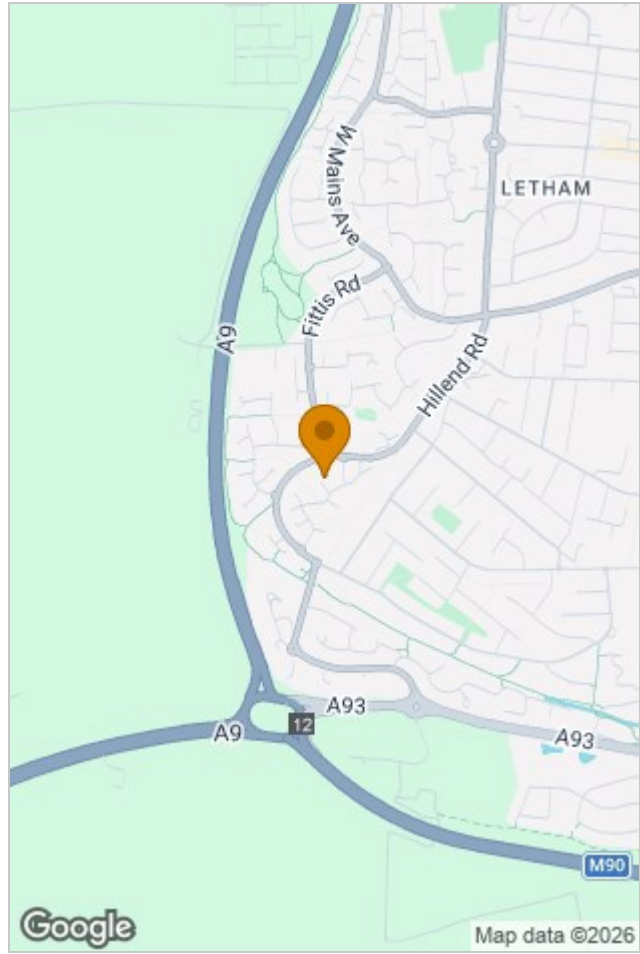 W Mains Ave
LETHAM
Fittis Rd
A9
Hillend Rd
A93
12
A9
A93
M90
Google
Map data ©2026